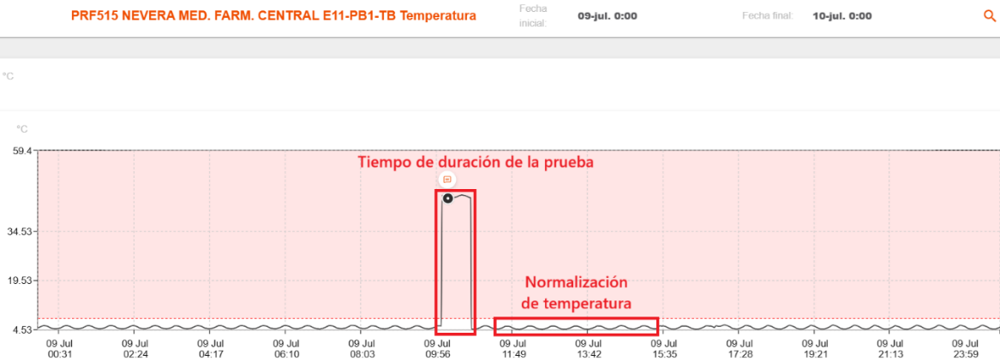 PRF515 NEVERA MED. FARM. CENTRAL E11-PB1-TB Temperatura
Fecha inicial:
09-jul. 0:00
Fecha final:
10-jul. 0:00
°C
°C
59.4
Tiempo de duración de la prueba
34.53
19.53
Normalización
de temperatura
4.53
09 Jul 09 Jul 09 Jul 09 Jul 09 Jul 09 Jul 09 Jul 09 Jul 09 Jul 09 Jul 09 Jul 09 Jul 09 Jul
00:31 02:24 04:17 06:10 08:03 09:56 11:49 13:42 15:35 17:28 19:21 21:13 23:59